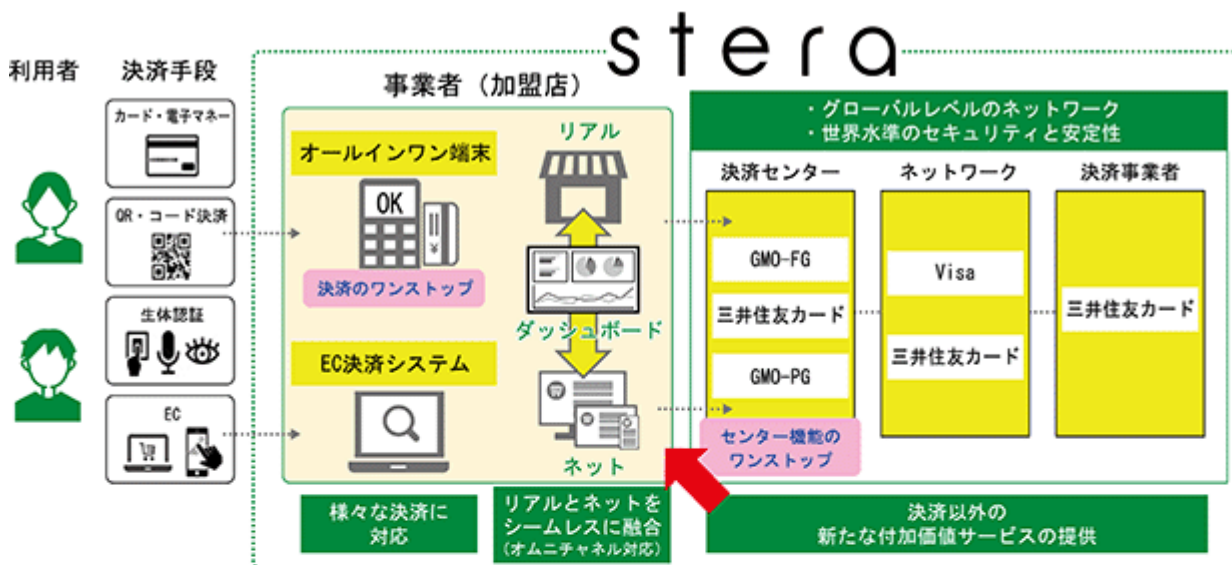 stera
利用者
決済手段
カード・電子マネー
QR・コード決済
生体認証
EC
事業者（加盟店）
オールインワン端末
OK
¥
決済のワンストップ
EC決済システム
リアル
ダッシュボード
ネット
様々な決済に
対応
リアルとネットを
シームレスに融合
(オムニチャネル対応)
・グローバルレベルのネットワーク
・世界水準のセキュリティと安定性
決済センター
GMO-FG
三井住友カード
GMO-PG
センター機能の
ワンストップ
ネットワーク
Visa
三井住友カード
決済事業者
三井住友カード
決済以外の
新たな付加価値サービスの提供